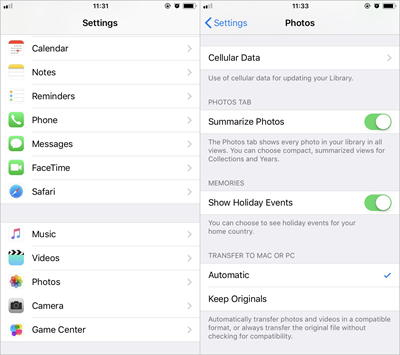 11:31
Settings
Calendar
Notes
Reminders
Phone
Messages
FaceTime
Safari
Music
Videos
Photos
Camera
Game Center
11:33
Settings
Photos
Cellular Data
Use of cellular data for updating your Library.
PHOTOS TAB
Summarize Photos
The Photos tab shows every photo in your library in all
views. You can choose compact, summarized views for
Collections and Years.
MEMORIES
Show Holiday Events
You can choose to see holiday events for your
home country.
TRANSFER TO MAC OR PC
Automatic
Keep Originals
Automatically transfer photos and videos in a compatible
format, or always transfer the original file without
checking for compatibility.